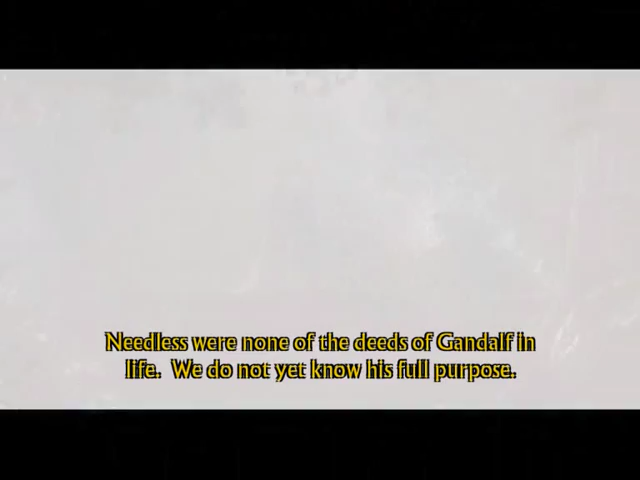 Needless were none of the deeds of Gandalf in
life.  We do not yet know his full purpose.